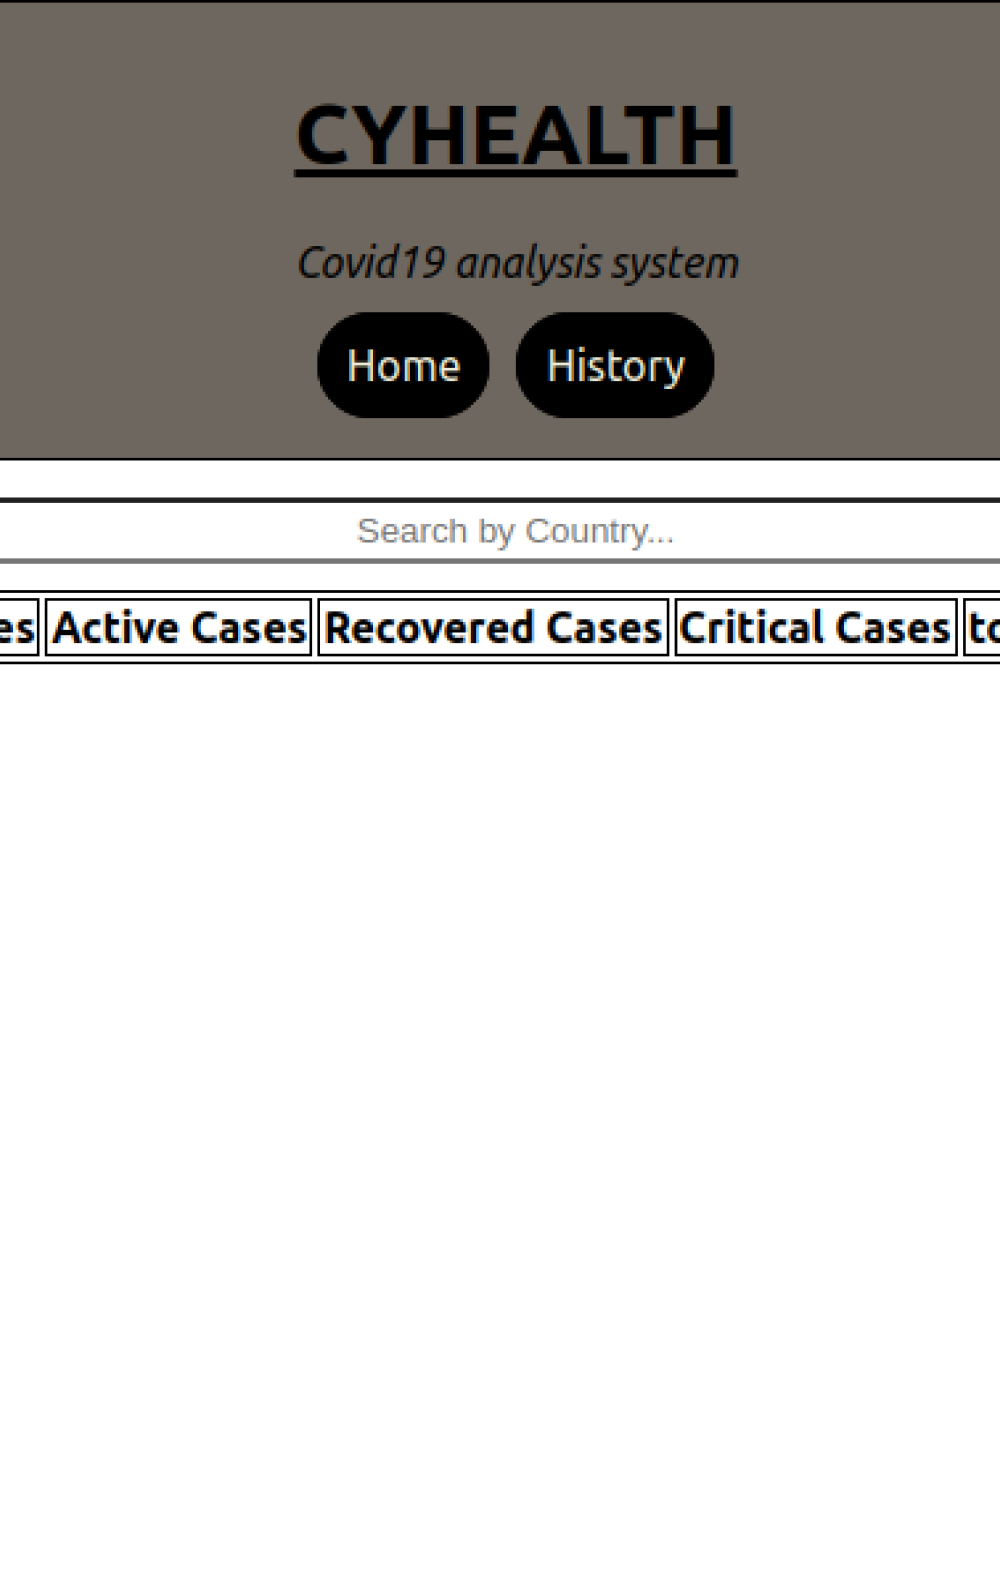 CYHEALTH
Covid19 analysis system
Home History
Search by Country...
es Active Cases Recovered Cases Critical Cases to